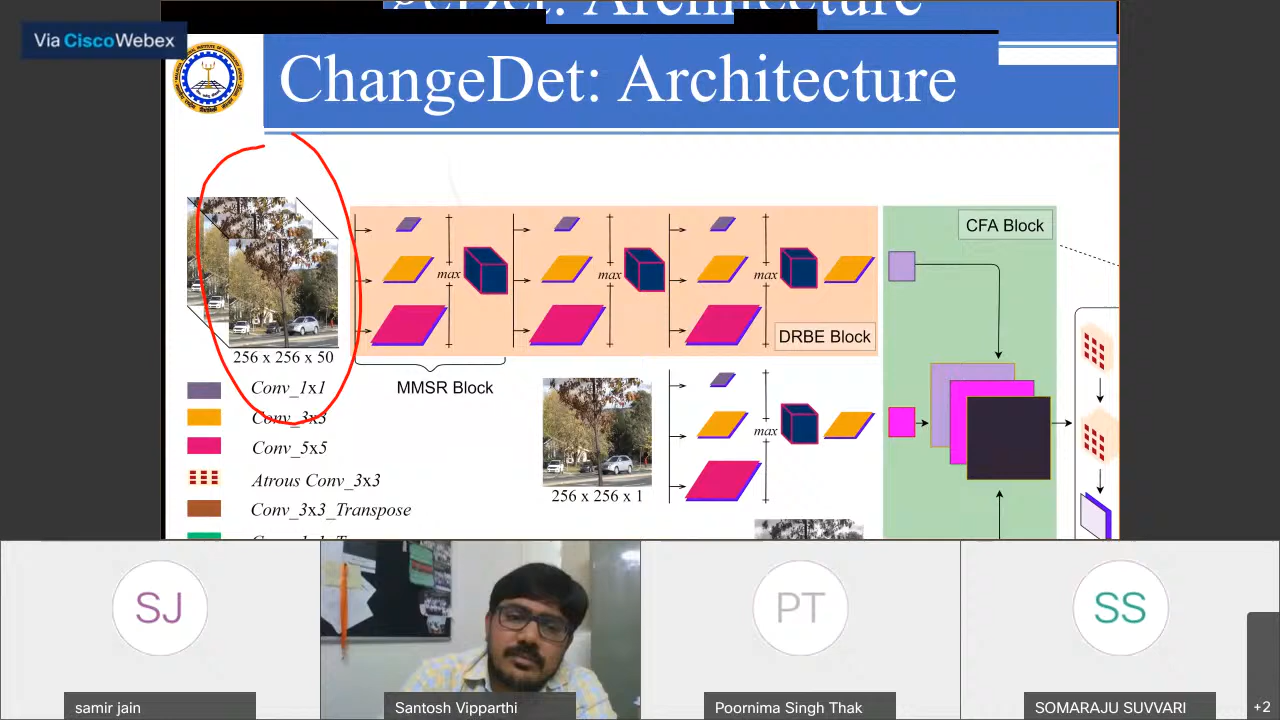 Via CiscoWebex
Det: Architecture
ChangeDet: Architecture
CFA Block
max
max
max
DRBE Block
256 x 256 x 50
MMSR Block
Conv_1x1
Conv_3x3
Conv_5x5
max
256 x 256 x 1
Atrous Conv_3x3
Conv_3x3_Transpose
SJ
PT
SS
samir jain
Santosh Vipparthi
Poornima Singh Thak
SOMARAJU SUVVARI
+2